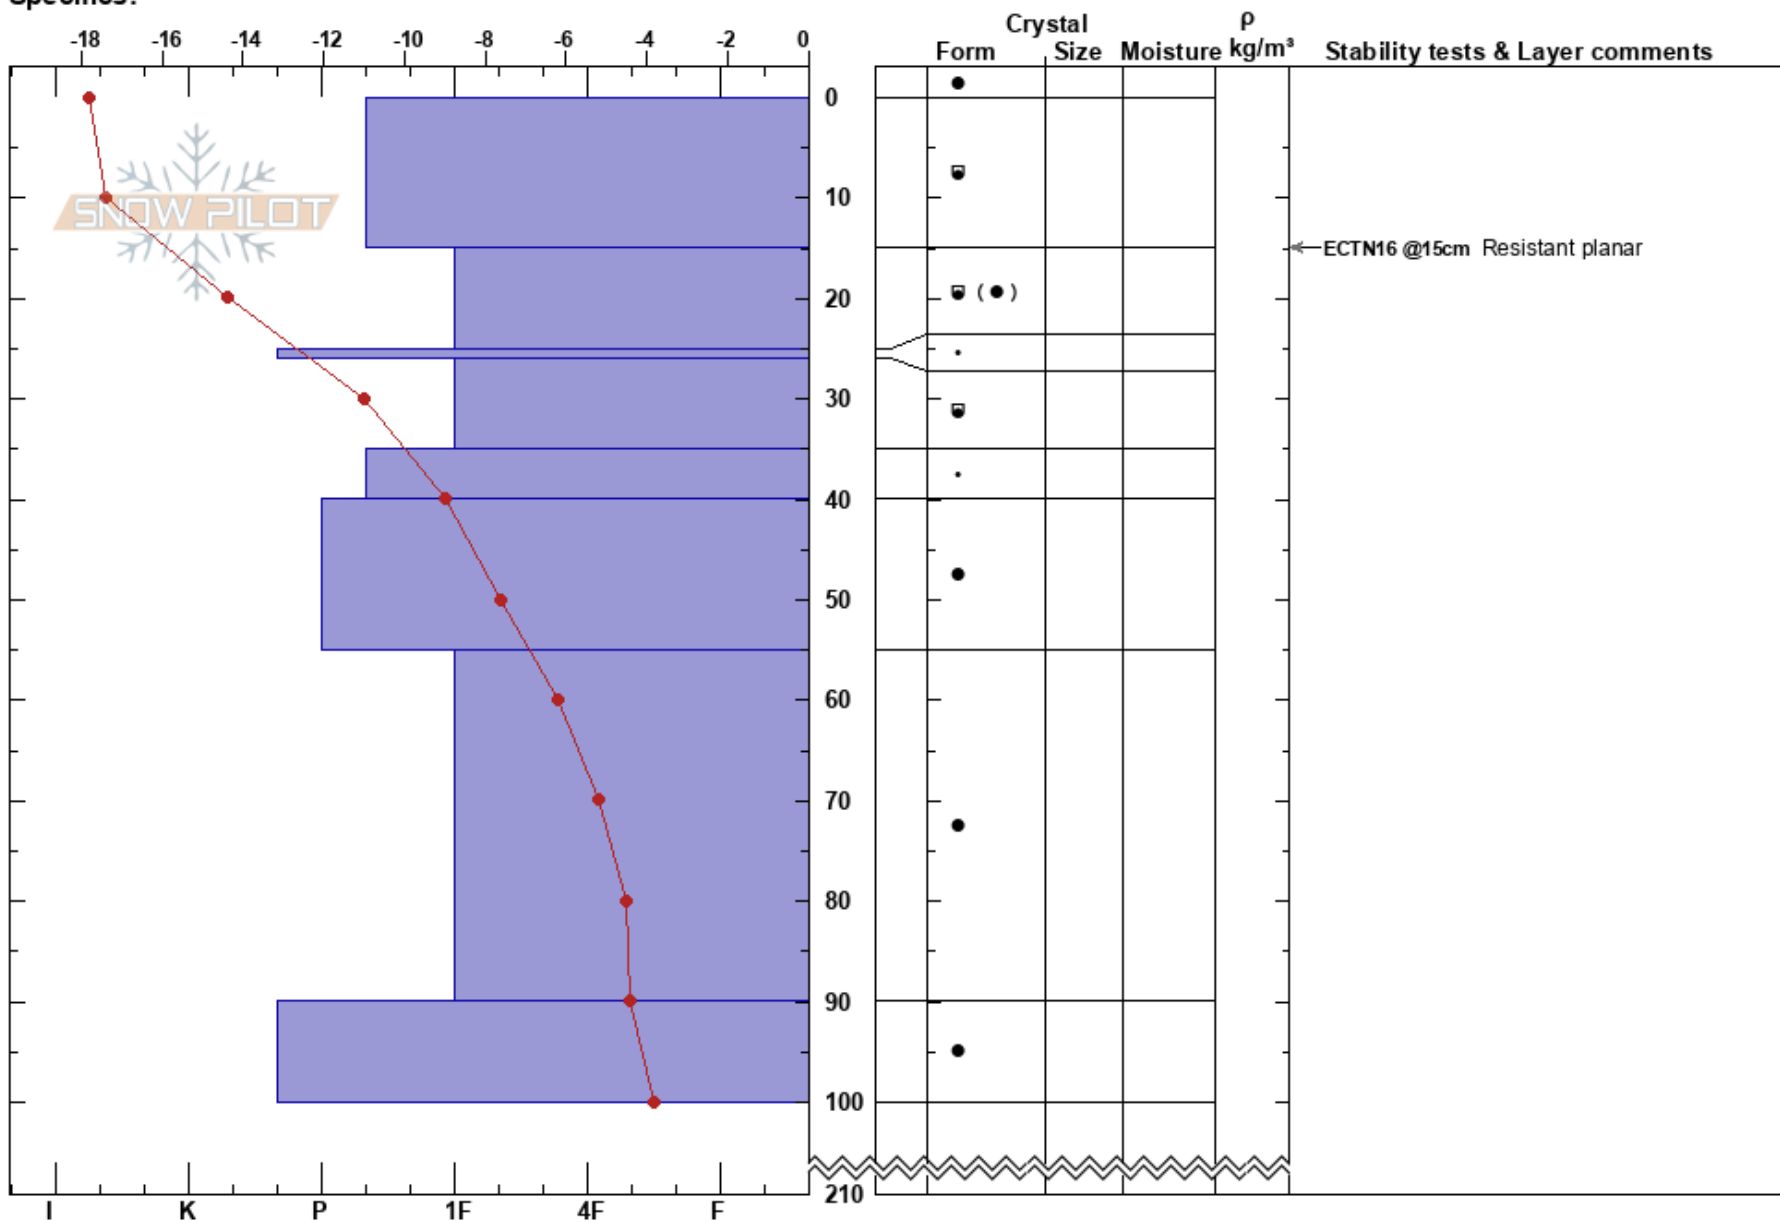 Specifics:
Crystal ρ
Form Size Moisture kg/m³ Stability tests & Layer comments
-18 -16 -14 -12 -10 -8 -6 -4 -2 0
0
SNOW PILOT
10
ECTN16 @15cm Resistant planar
20
( )
30
40
50
60
70
80
90
100
210
I K P 1F 4F F